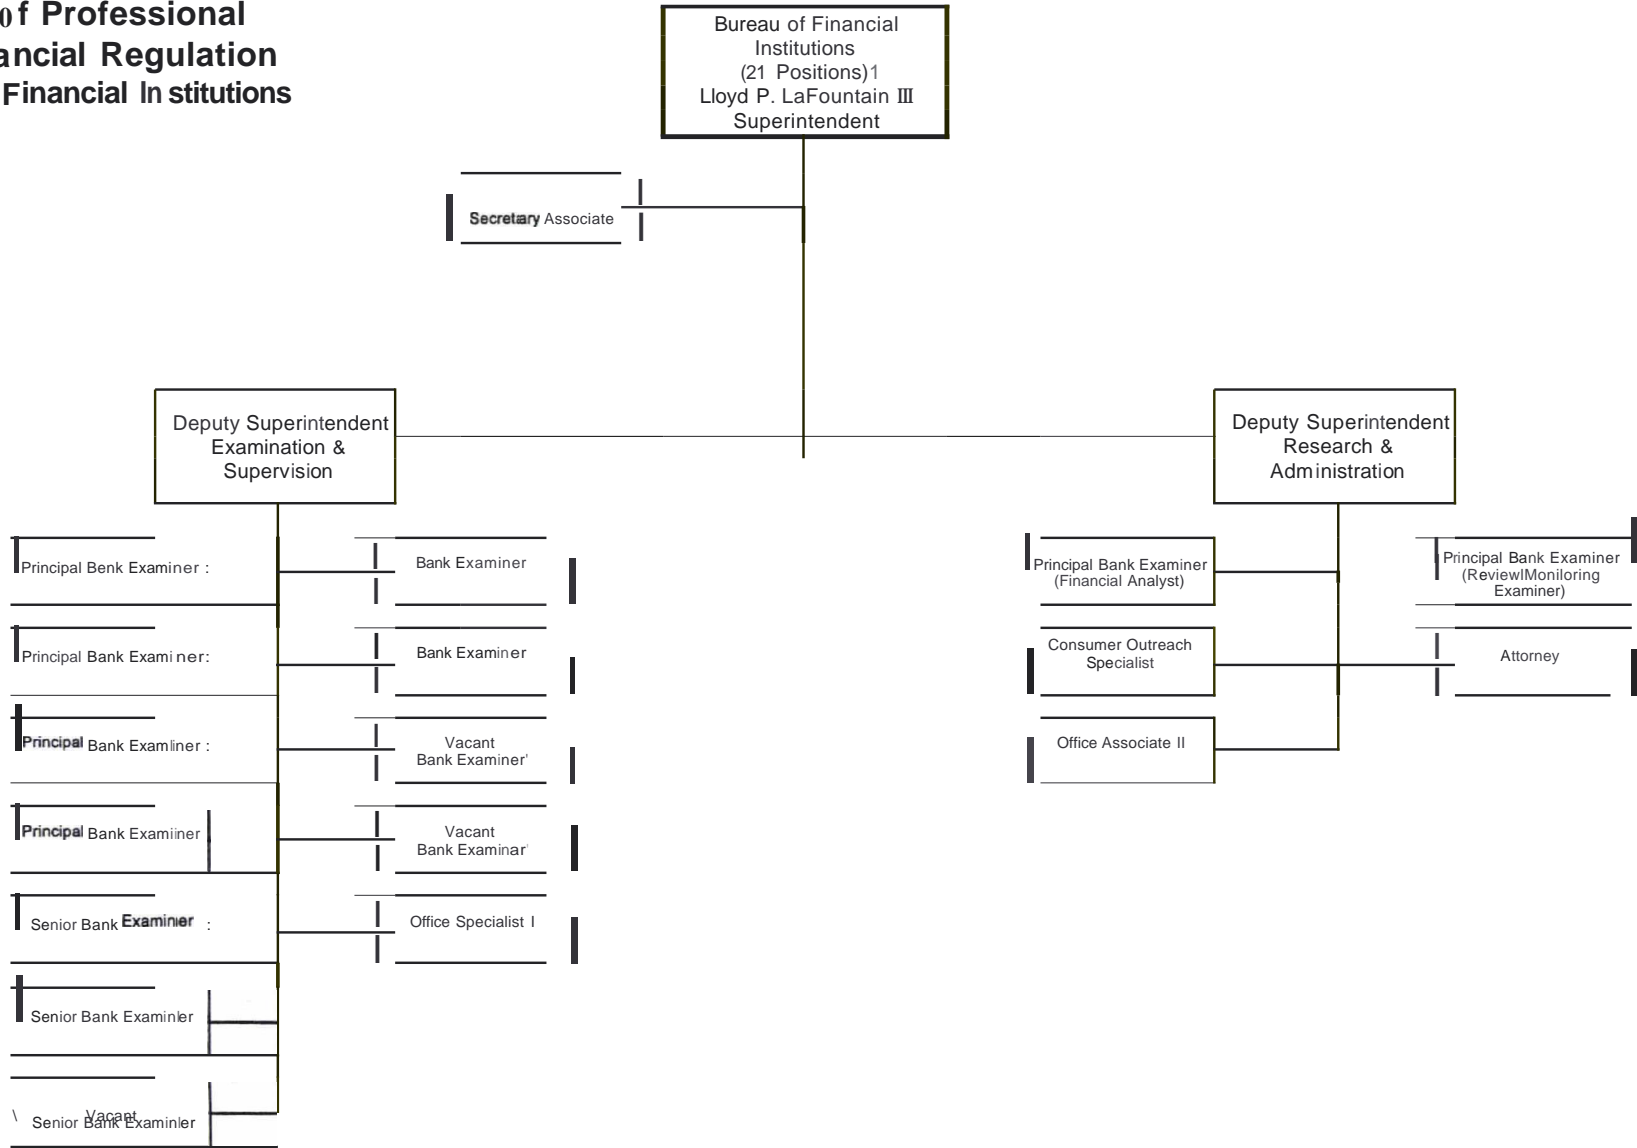 of Professional
ancial Regulation
Financial In stitutions
Bureau of Financial
Institutions
(21 Positions)1
Lloyd P. LaFountain III
Superintendent
Secretary Associate
Deputy Superintendent
Examination &
Supervision
Deputy Superintendent
Research &
Administration
Principal Benk Examiner :
Bank Examiner
Principal Bank Examiner
(Financial Analyst)
Principal Bank Examiner
(ReviewlMoniloring
Examiner)
Principal Bank Examiner:
Bank Examiner
Consumer Outreach
Specialist
Attorney
Principal Bank Examliner :
Vacant
Bank Examiner'
Office Associate II
Principal Bank Examiiner
Vacant
Bank Examinar'
Senior Bank Examinier :
Office Specialist I
Senior Bank Examinler
\ Vacant
Senior Bank Examinler